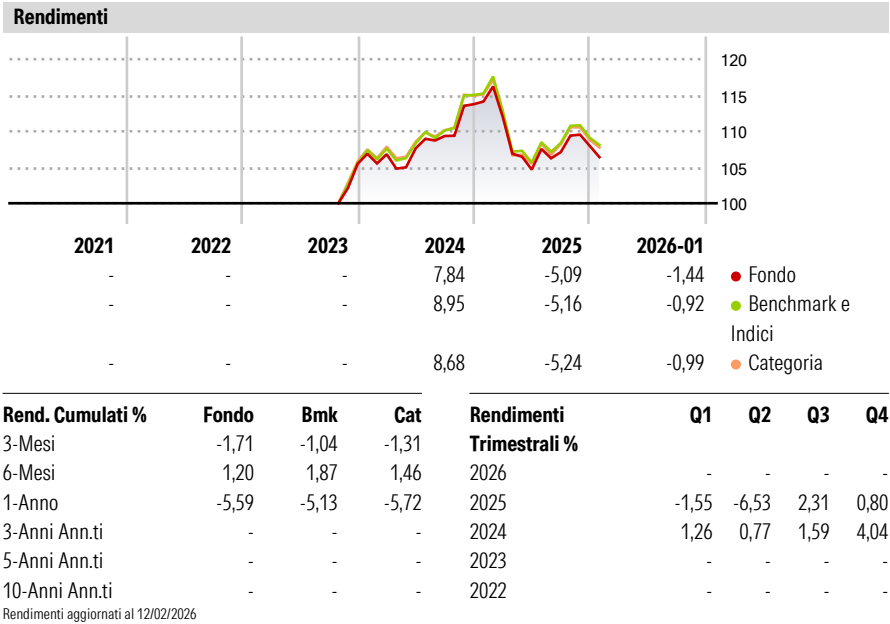 Rendimenti
120
115
110
105
100
2021 2022 2023 2024 2025 2026-01
- - - 7,84 -5,09 -1,44 Fondo
- - - 8,95 -5,16 -0,92 Benchmark e
Indici
- - - 8,68 -5,24 -0,99 Categoria
Rend. Cumulati % Fondo Bmk Cat
3-Mesi -1,71 -1,04 -1,31
6-Mesi 1,20 1,87 1,46
1-Anno -5,59 -5,13 -5,72
3-Anni Ann.ti - - -
5-Anni Ann.ti - - -
10-Anni Ann.ti - - -
Rendimenti Q1 Q2 Q3 Q4
Trimestrali %
2026 - - - -
2025 -1,55 -6,53 2,31 0,80
2024 1,26 0,77 1,59 4,04
2023 - - - -
2022 - - - -
Rendimenti aggiornati al 12/02/2026